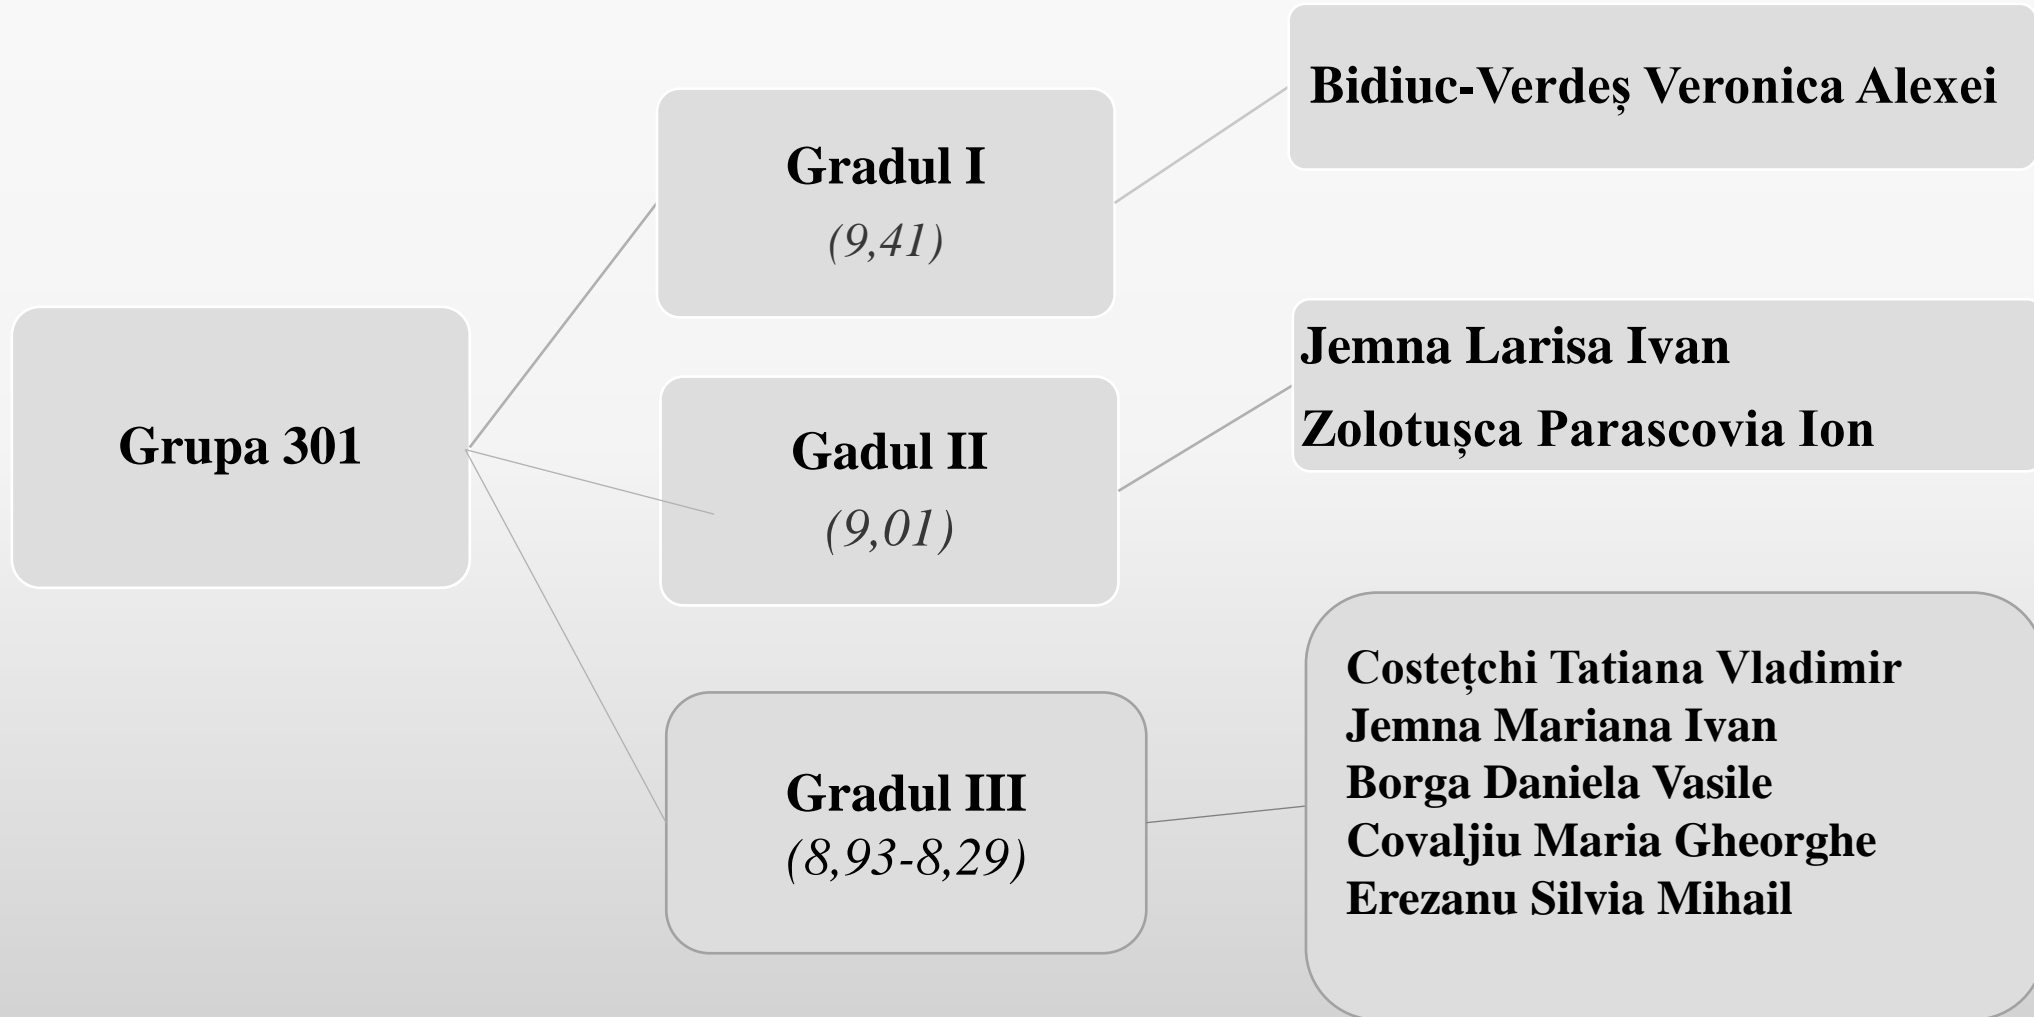 Grupa 301
Gradul I
(9,41)
Bidiuc-Verdeș Veronica Alexei
Gadul II
(9,01)
Jemna Larisa Ivan
Zolotușca Parascovia Ion
Gradul III
(8,93-8,29)
Costețchi Tatiana Vladimir
Jemna Mariana Ivan
Borga Daniela Vasile
Covaljiu Maria Gheorghe
Erezanu Silvia Mihail